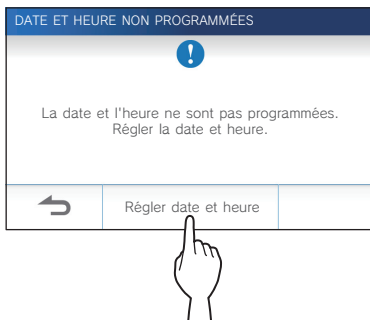 DATE ET HEURE NON PROGRAMMÉES
La date et l'heure ne sont pas programmées.
Régler la date et heure.
Régler date et heure